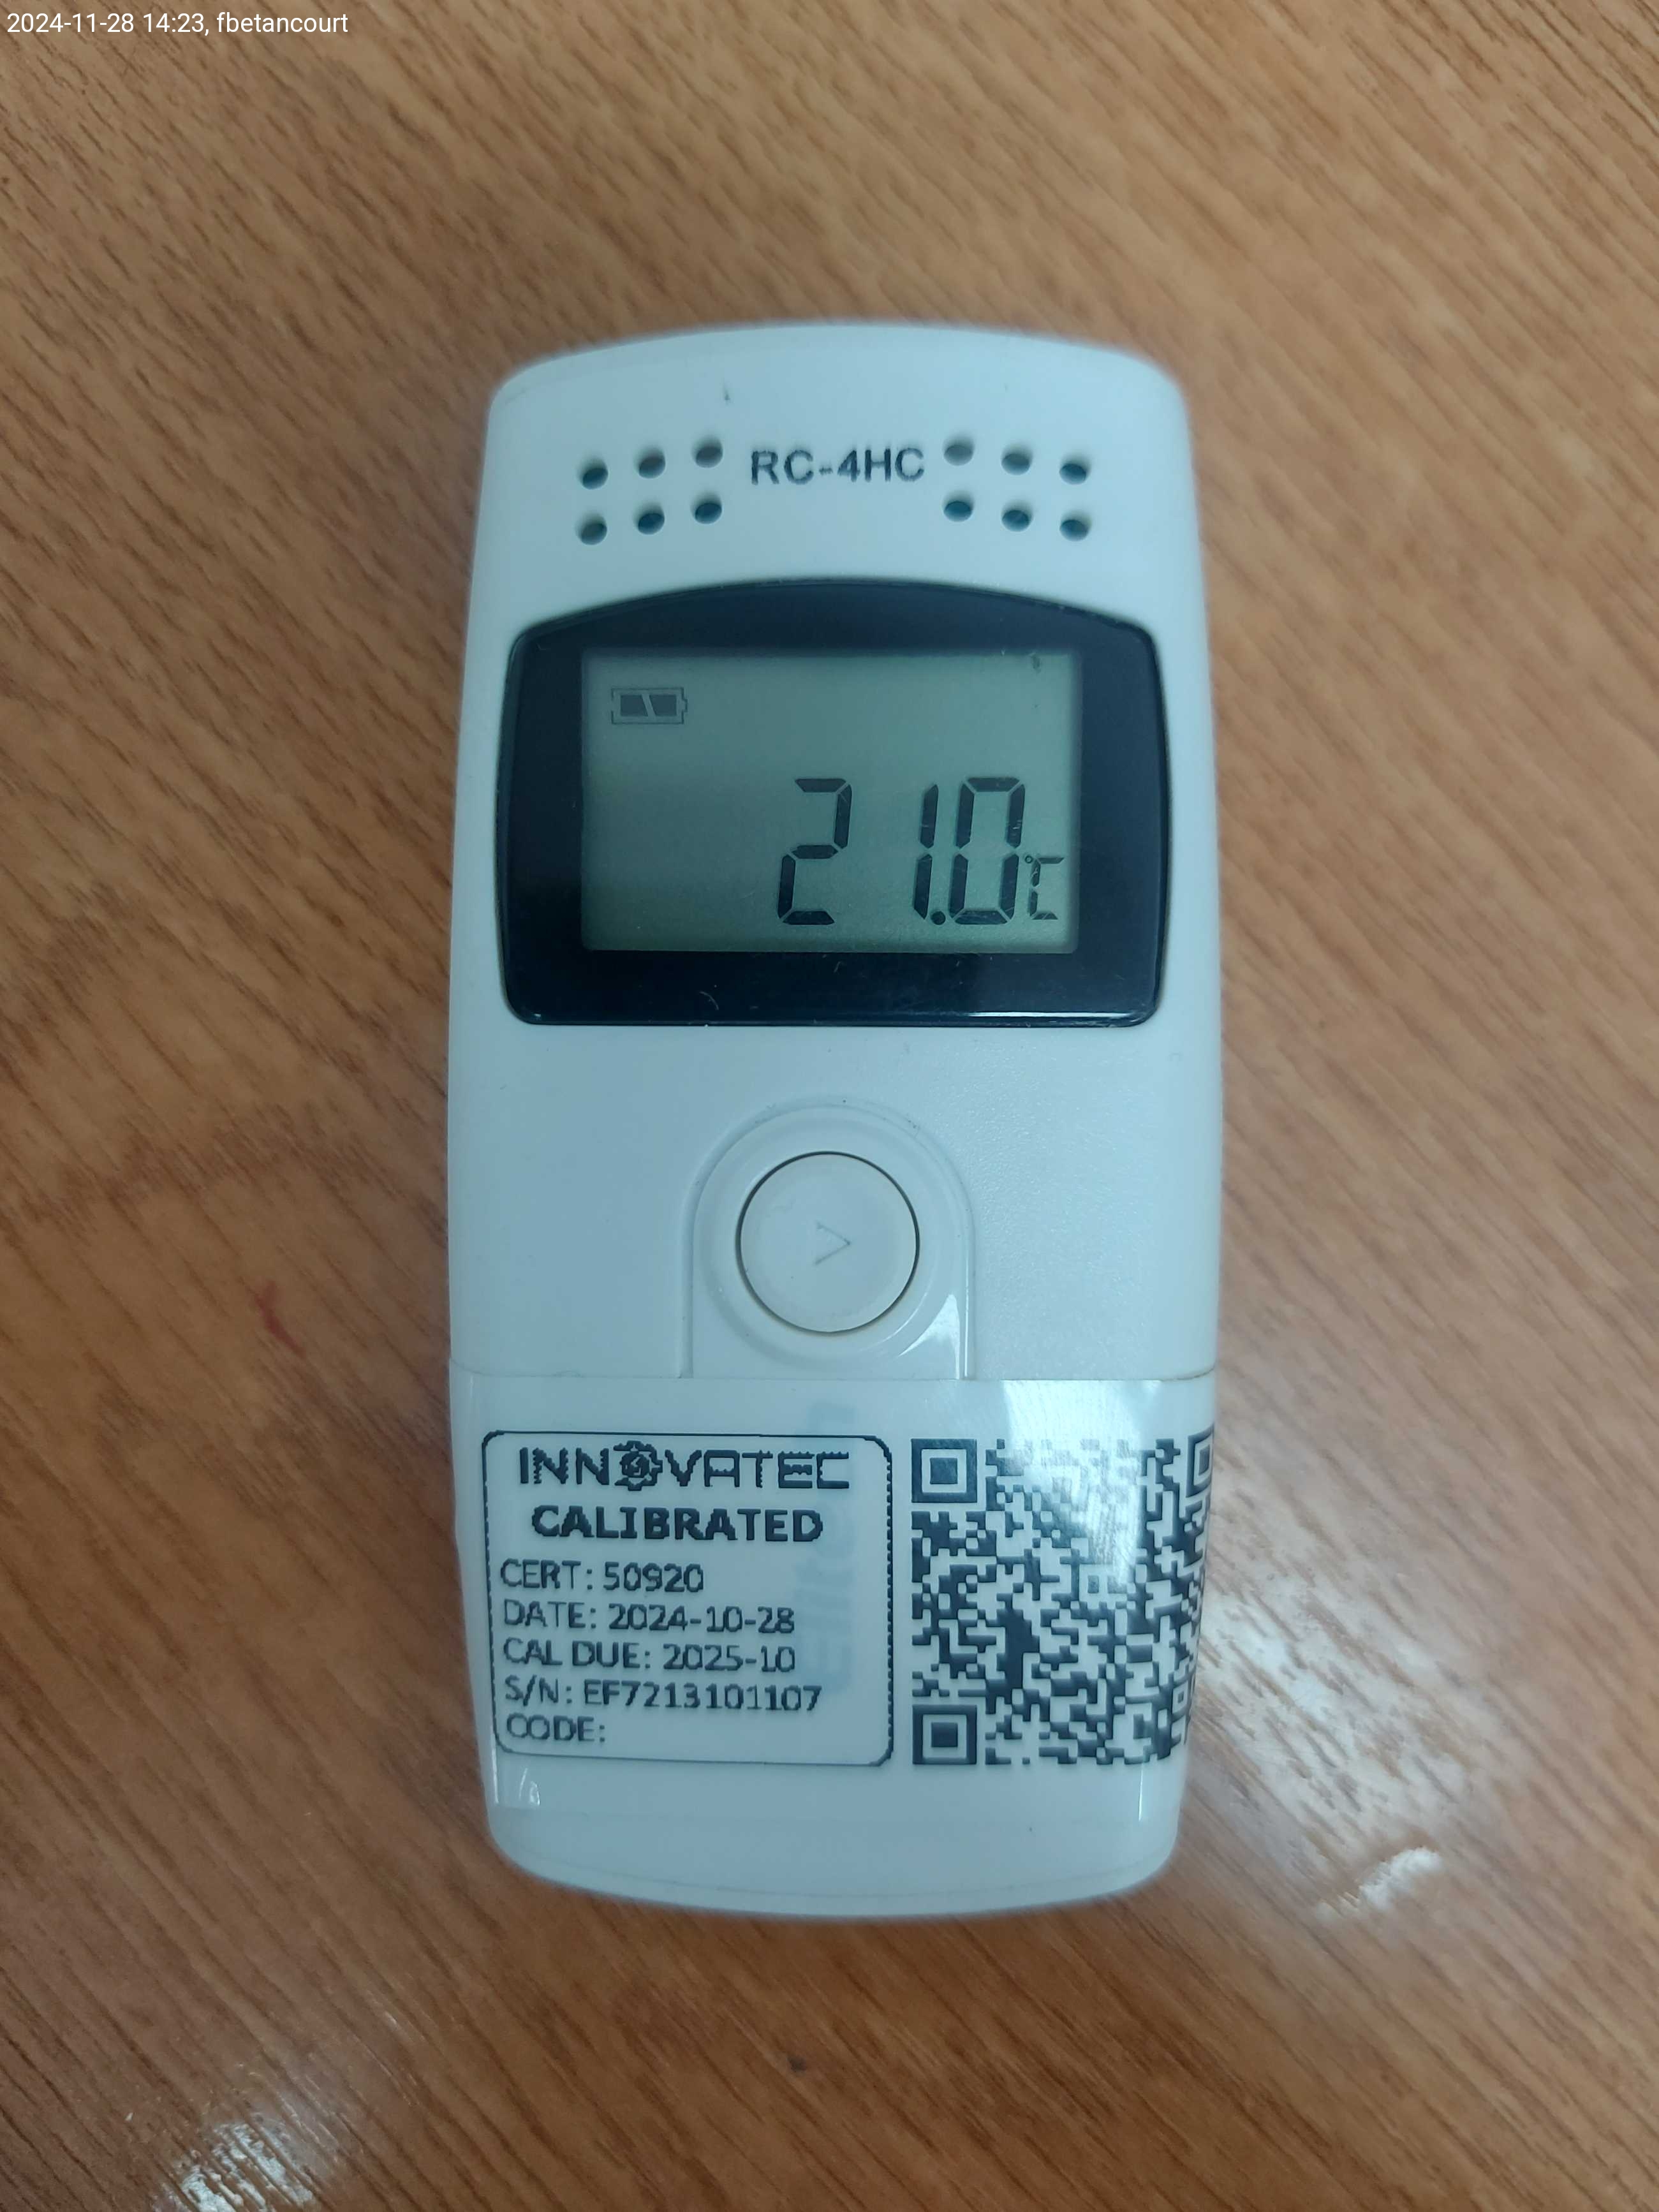 2024-11-28 14:23, fbetancourt
RC-4HC
21.0℃
INNOVATEC
CALIBRATED
CERT: 50920
DATE: 2024-10-28
CAL DUE: 2025-10
S/N: EF7213101107
CODE:
Elitech